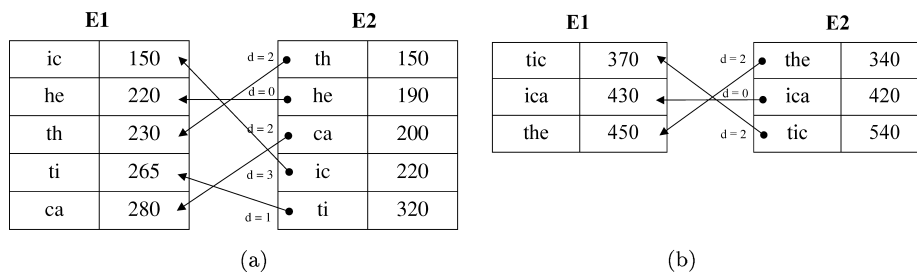 E1 E2 E1 E2
ic 150 d = 2 th 150 tic 370 d = 2 the 340
he 220 d = 0 he 190 ica 430 d = 0 ica 420
th 230 d = 2 ca 200 the 450 d = 2 tic 540
ti 265 d = 3 ic 220
ca 280 d = 1 ti 320
(a) (b)